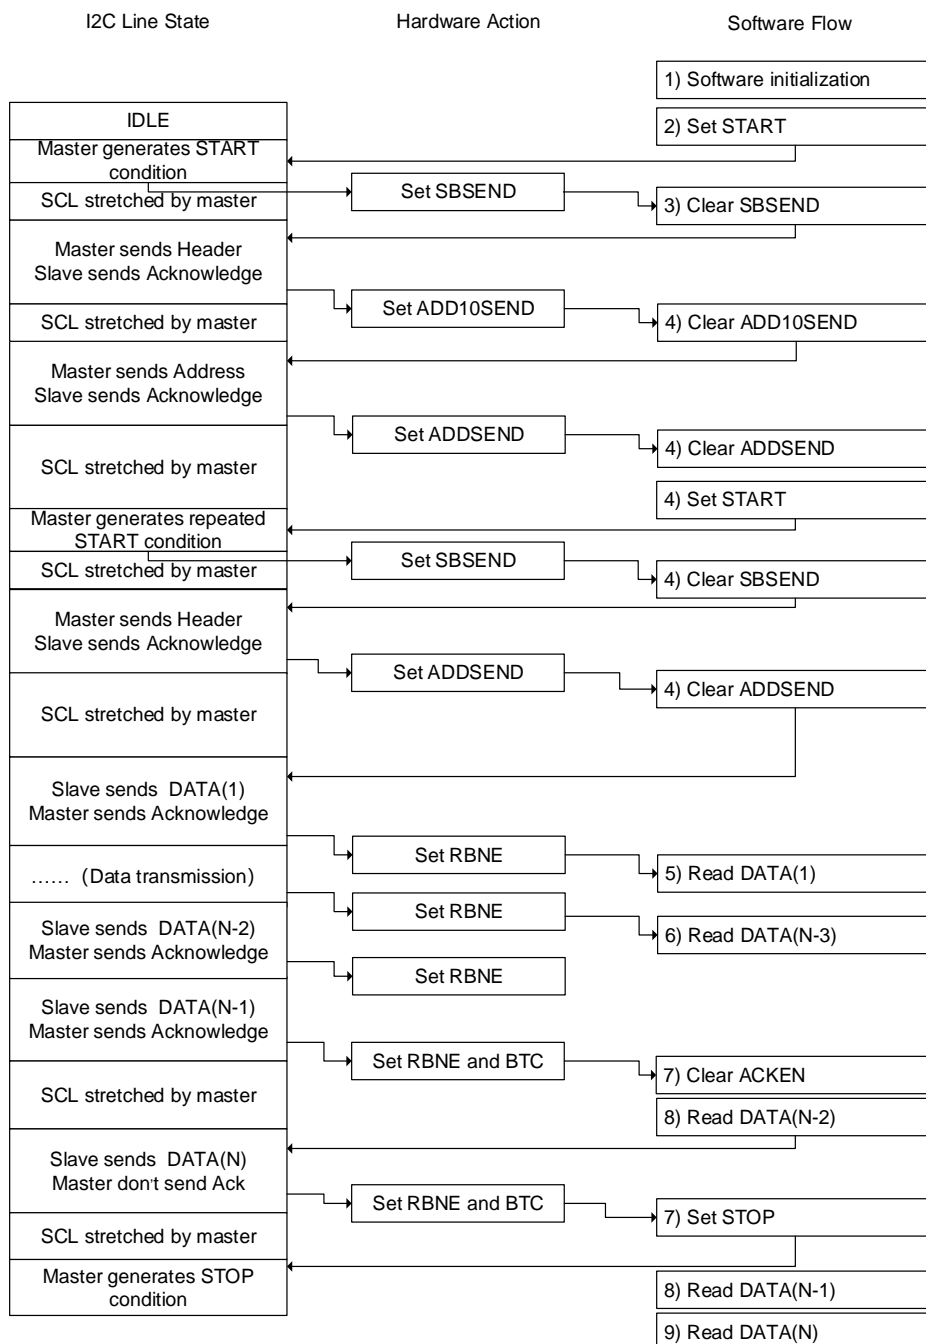 I2C Line State
Hardware Action
Software Flow
1) Software initialization
IDLE
2) Set START
Master generates START
condition
Set SBSEND
SCL stretched by master
3) Clear SBSEND
Master sends Header
Slave sends Acknowledge
Set ADD10SEND
SCL stretched by master
4) Clear ADD10SEND
Master sends Address
Slave sends Acknowledge
Set ADDSEND
4) Clear ADDSEND
SCL stretched by master
4) Set START
Master generates repeated
START condition
Set SBSEND
SCL stretched by master
4) Clear SBSEND
Master sends Header
Slave sends Acknowledge
Set ADDSEND
4) Clear ADDSEND
SCL stretched by master
Slave sends DATA(1)
Master sends Acknowledge
Set RBNE
5) Read DATA(1)
…… (Data transmission)
Set RBNE
6) Read DATA(N-3)
Slave sends DATA(N-2)
Master sends Acknowledge
Set RBNE
Slave sends DATA(N-1)
Master sends Acknowledge
Set RBNE and BTC
7) Clear ACKEN
SCL stretched by master
8) Read DATA(N-2)
Slave sends DATA(N)
Master don't send Ack
Set RBNE and BTC
7) Set STOP
SCL stretched by master
Master generates STOP
condition
8) Read DATA(N-1)
9) Read DATA(N)